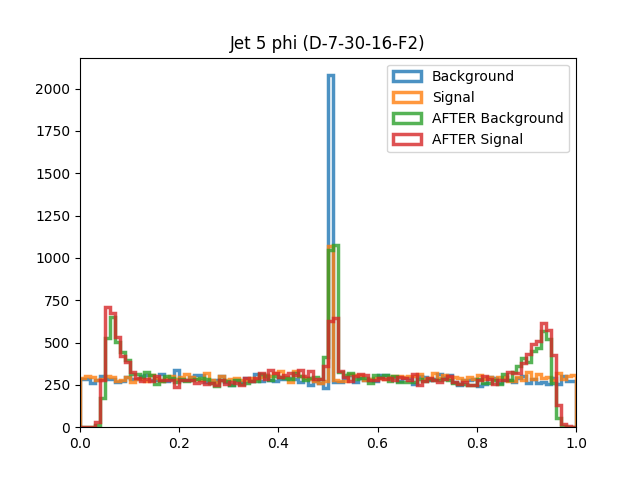 Jet 5 phi (D-7-30-16-F2)
Background
Signal
AFTER Background
AFTER Signal
2000
1750
1500
1250
1000
750
500
250
0
0.0 0.2 0.4 0.6 0.8 1.0